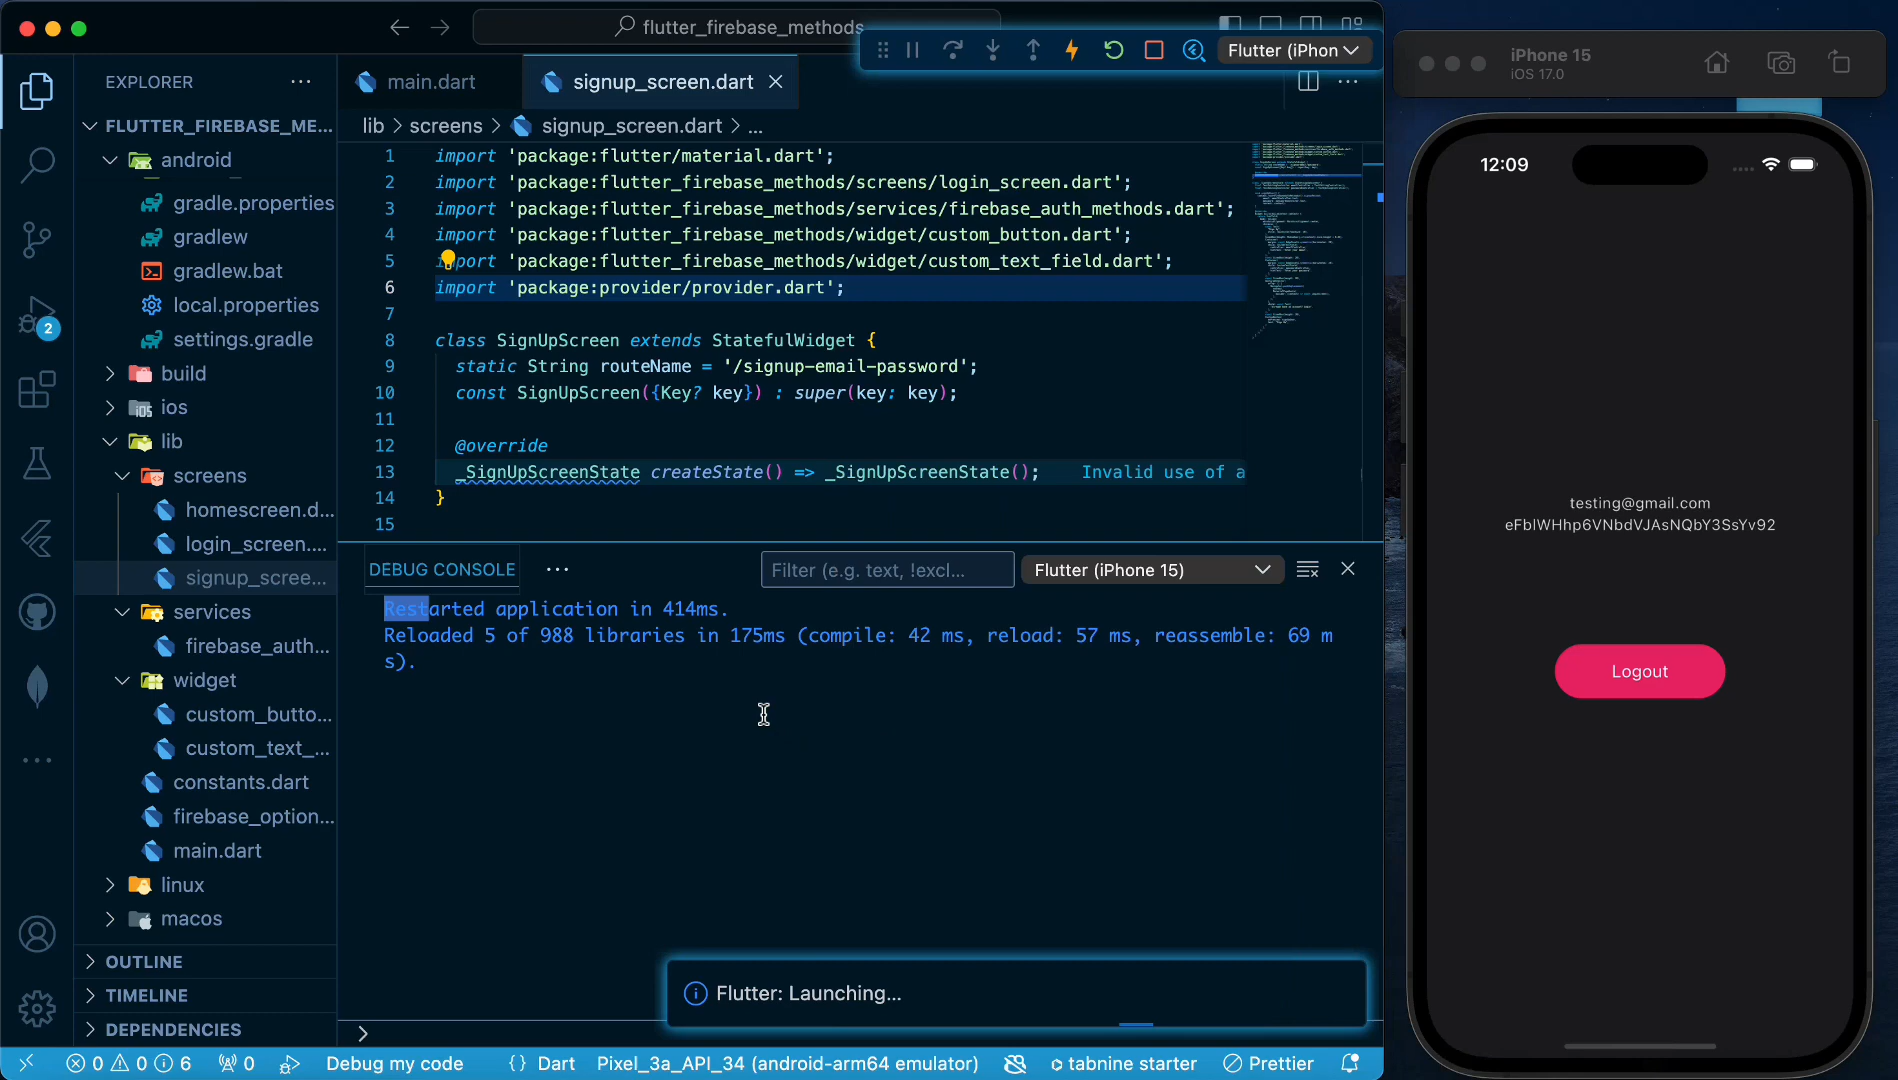 flutter_firebase_methods
Flutter (iPhon
EXPLORER
main.dart
signup_screen.dart
FLUTTER_FIREBASE_ME...
lib > screens > signup_screen.dart > ...
android
gradle.properties
gradlew
gradlew.bat
local.properties
settings.gradle
build
ios
lib
screens
homescreen.d...
login_screen....
signup_scree...
services
firebase_auth...
widget
custom_butto...
custom_text_...
constants.dart
firebase_option...
main.dart
linux
macos
OUTLINE
TIMELINE
DEPENDENCIES
2
1 import 'package:flutter/material.dart';
2 import 'package:flutter_firebase_methods/screens/login_screen.dart';
3 import 'package:flutter_firebase_methods/services/firebase_auth_methods.dart';
4 import 'package:flutter_firebase_methods/widget/custom_button.dart';
5 import 'package:flutter_firebase_methods/widget/custom_text_field.dart';
6 import 'package:provider/provider.dart';
7
8 class SignUpScreen extends StatefulWidget {
9 static String routeName = '/signup-email-password';
10 const SignUpScreen({Key? key}) : super(key: key);
11
12 @override
13 _SignUpScreenState createState() => _SignUpScreenState(); Invalid use of a
14 }
15
DEBUG CONSOLE
Filter (e.g. text, !excl...
Flutter (iPhone 15)
Restarted application in 414ms.
Reloaded 5 of 988 libraries in 175ms (compile: 42 ms, reload: 57 ms, reassemble: 69 m
s).
Flutter: Launching...
0 0 6 0 Debug my code {} Dart Pixel_3a_API_34 (android-arm64 emulator) tabnine starter Prettier
iPhone 15
iOS 17.0
12:09
testing@gmail.com
eFblWHhp6VNbdVJAsNQbY3SsYv92
Logout